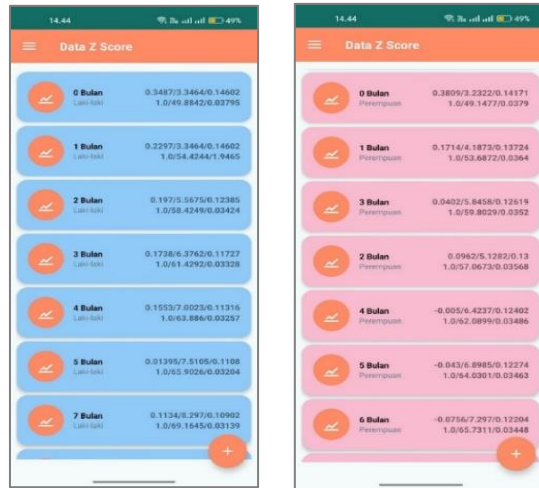 14.44
49%
Data Z Score
0 Bulan 0.3487/3.3464/0.14602
Laki-laki 1.0/49.8842/0.03795
1 Bulan 0.2297/3.3464/0.14602
Laki-laki 1.0/54.4244/1.9465
2 Bulan 0.197/5.5675/0.12385
Laki-laki 1.0/58.4249/0.03424
3 Bulan 0.1738/6.3762/0.11727
Laki-laki 1.0/61.4292/0.03328
4 Bulan 0.1553/7.0023/0.11316
Laki-laki 1.0/63.886/0.03257
5 Bulan 0.01395/7.5105/0.1108
Laki-laki 1.0/65.9026/0.03204
7 Bulan 0.1134/8.297/0.10902
Laki-laki 1.0/69.1645/0.03139
+
14.44
49%
Data Z Score
0 Bulan 0.3809/3.2322/0.14171
Perempuan 1.0/49.1477/0.0379
1 Bulan 0.1714/4.1873/0.13724
Perempuan 1.0/53.6872/0.0364
3 Bulan 0.0402/5.8458/0.12619
Perempuan 1.0/59.8029/0.0352
2 Bulan 0.0962/5.1282/0.13
Perempuan 1.0/57.0673/0.03568
4 Bulan -0.005/6.4237/0.12402
Perempuan 1.0/62.0899/0.03486
5 Bulan -0.043/6.8985/0.12274
Perempuan 1.0/64.0301/0.03463
6 Bulan -0.0756/7.297/0.12204
Perempuan 1.0/65.7311/0.03448
+